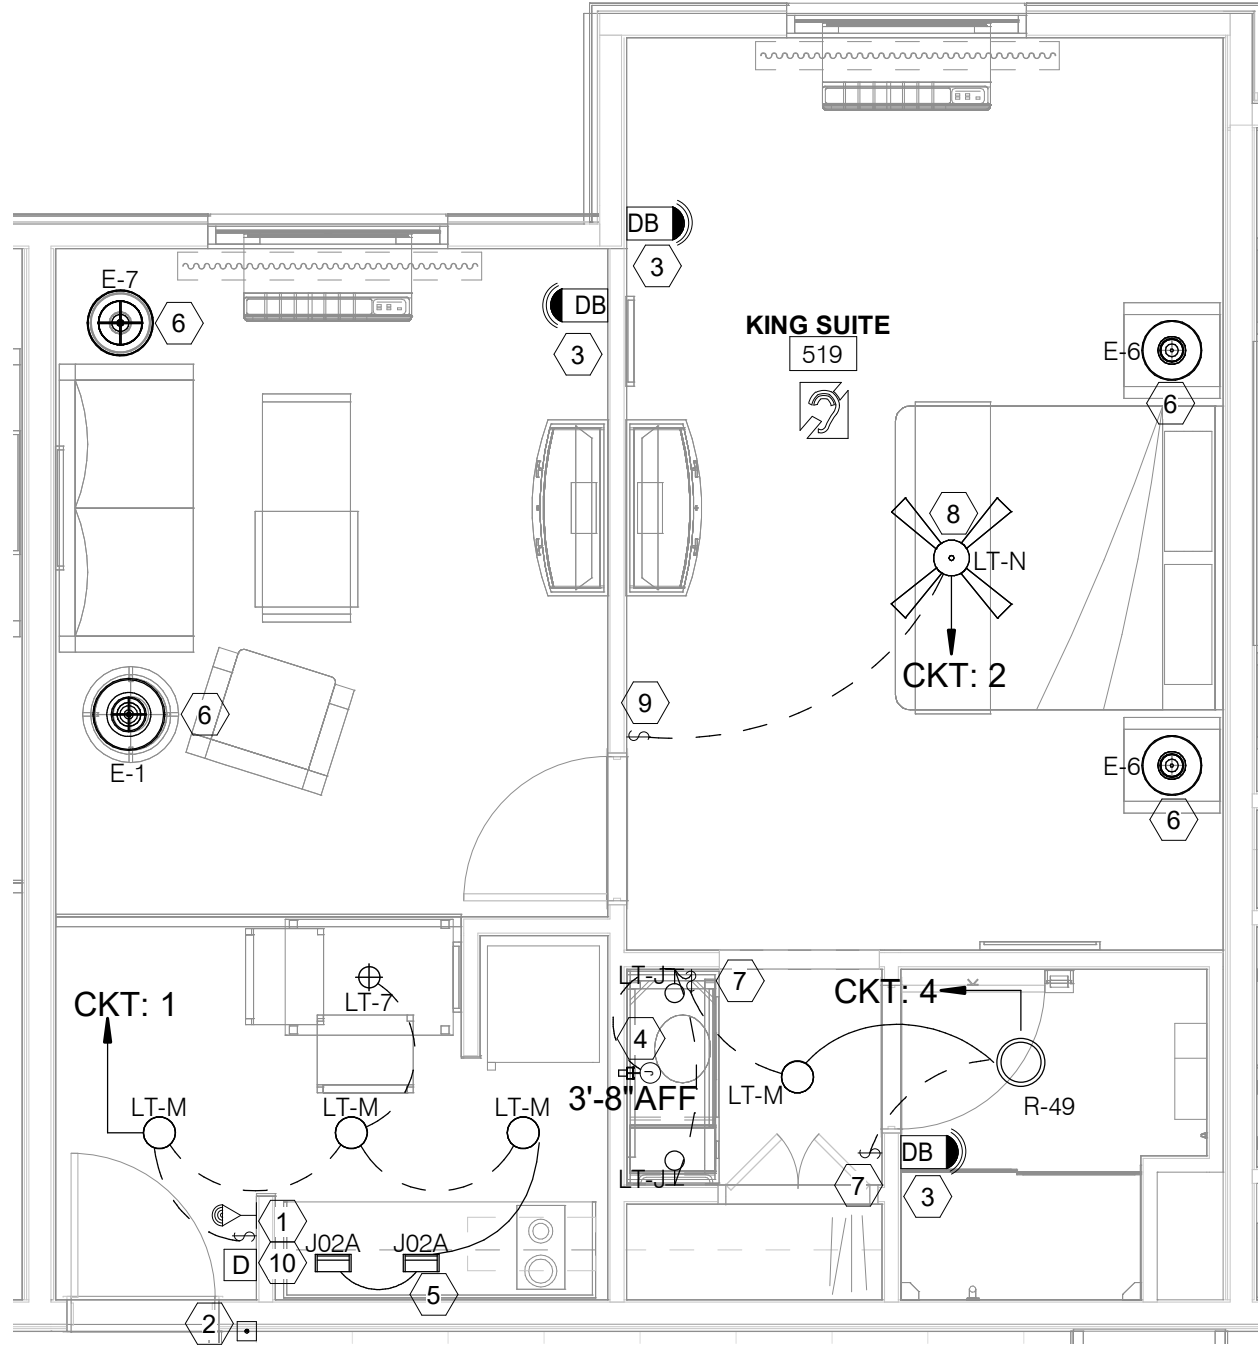 DB
3
E-7
6
DB
3
KING SUITE
519
E-6
6
8
LT-N
CKT: 2
9
$
6
E-1
E-6
6
LT-J1
$
7
CKT: 1
LT-7
CKT: 4
K
4
J
3'-8"AFF
LT-M
R-49
LT-M
LT-M
LT-M
$
DB
LT-J1
7
3
1
$
D
10
J02A
J02A
5
2